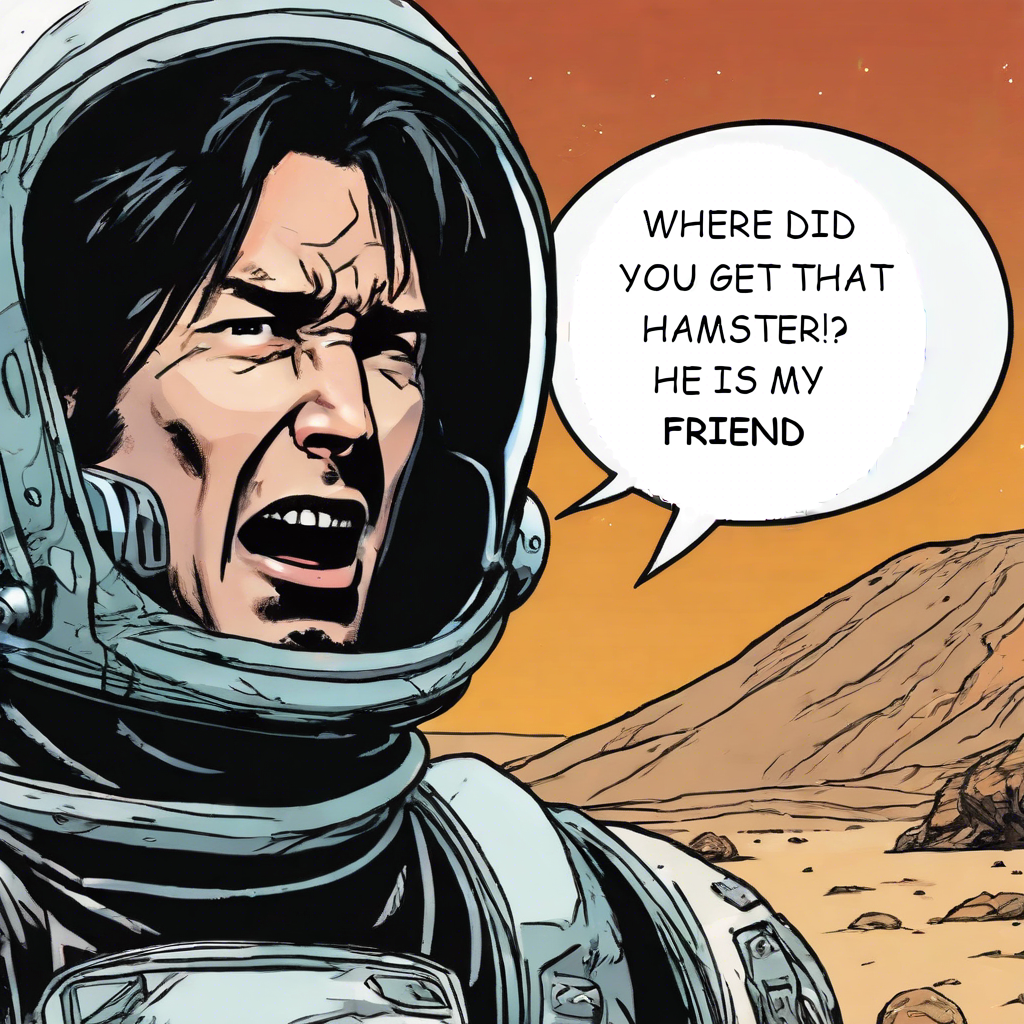 WHERE DID
YOU GET THAT
HAMSTER!?
HE IS MY
FRIEND